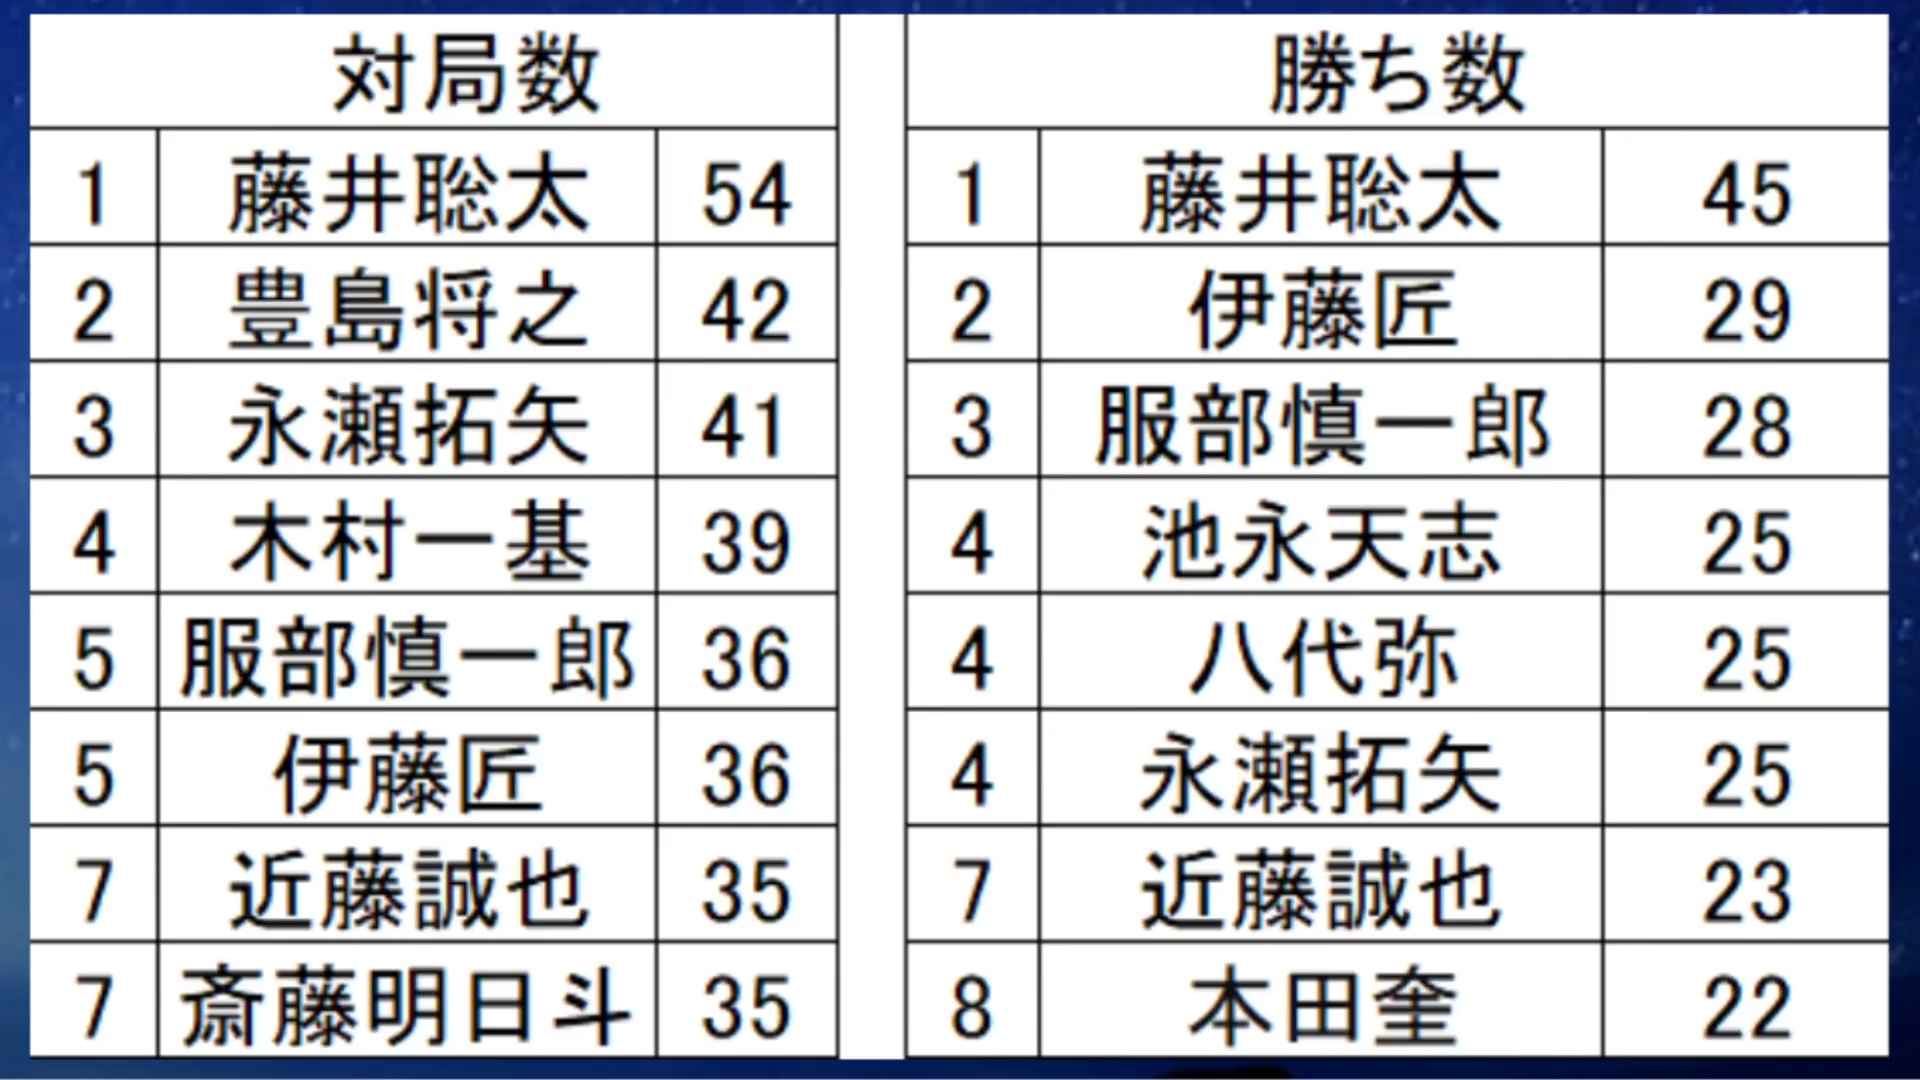 対局数
1 藤井聡太 54
2 豊島将之 42
3 永瀬拓矢 41
4 木村一基 39
5 服部慎一郎 36
5 伊藤匠 36
7 近藤誠也 35
7 斎藤明日斗 35
勝ち数
1 藤井聡太 45
2 伊藤匠 29
3 服部慎一郎 28
4 池永天志 25
4 八代弥 25
4 永瀬拓矢 25
7 近藤誠也 23
8 本田奎 22